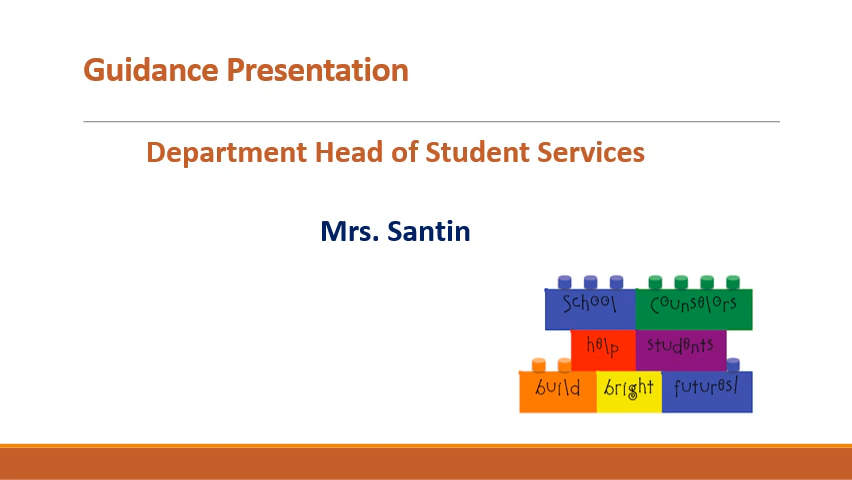 Guidance Presentation
Department Head of Student Services
Mrs. Santin
School Counselors
help students
build bright futures!